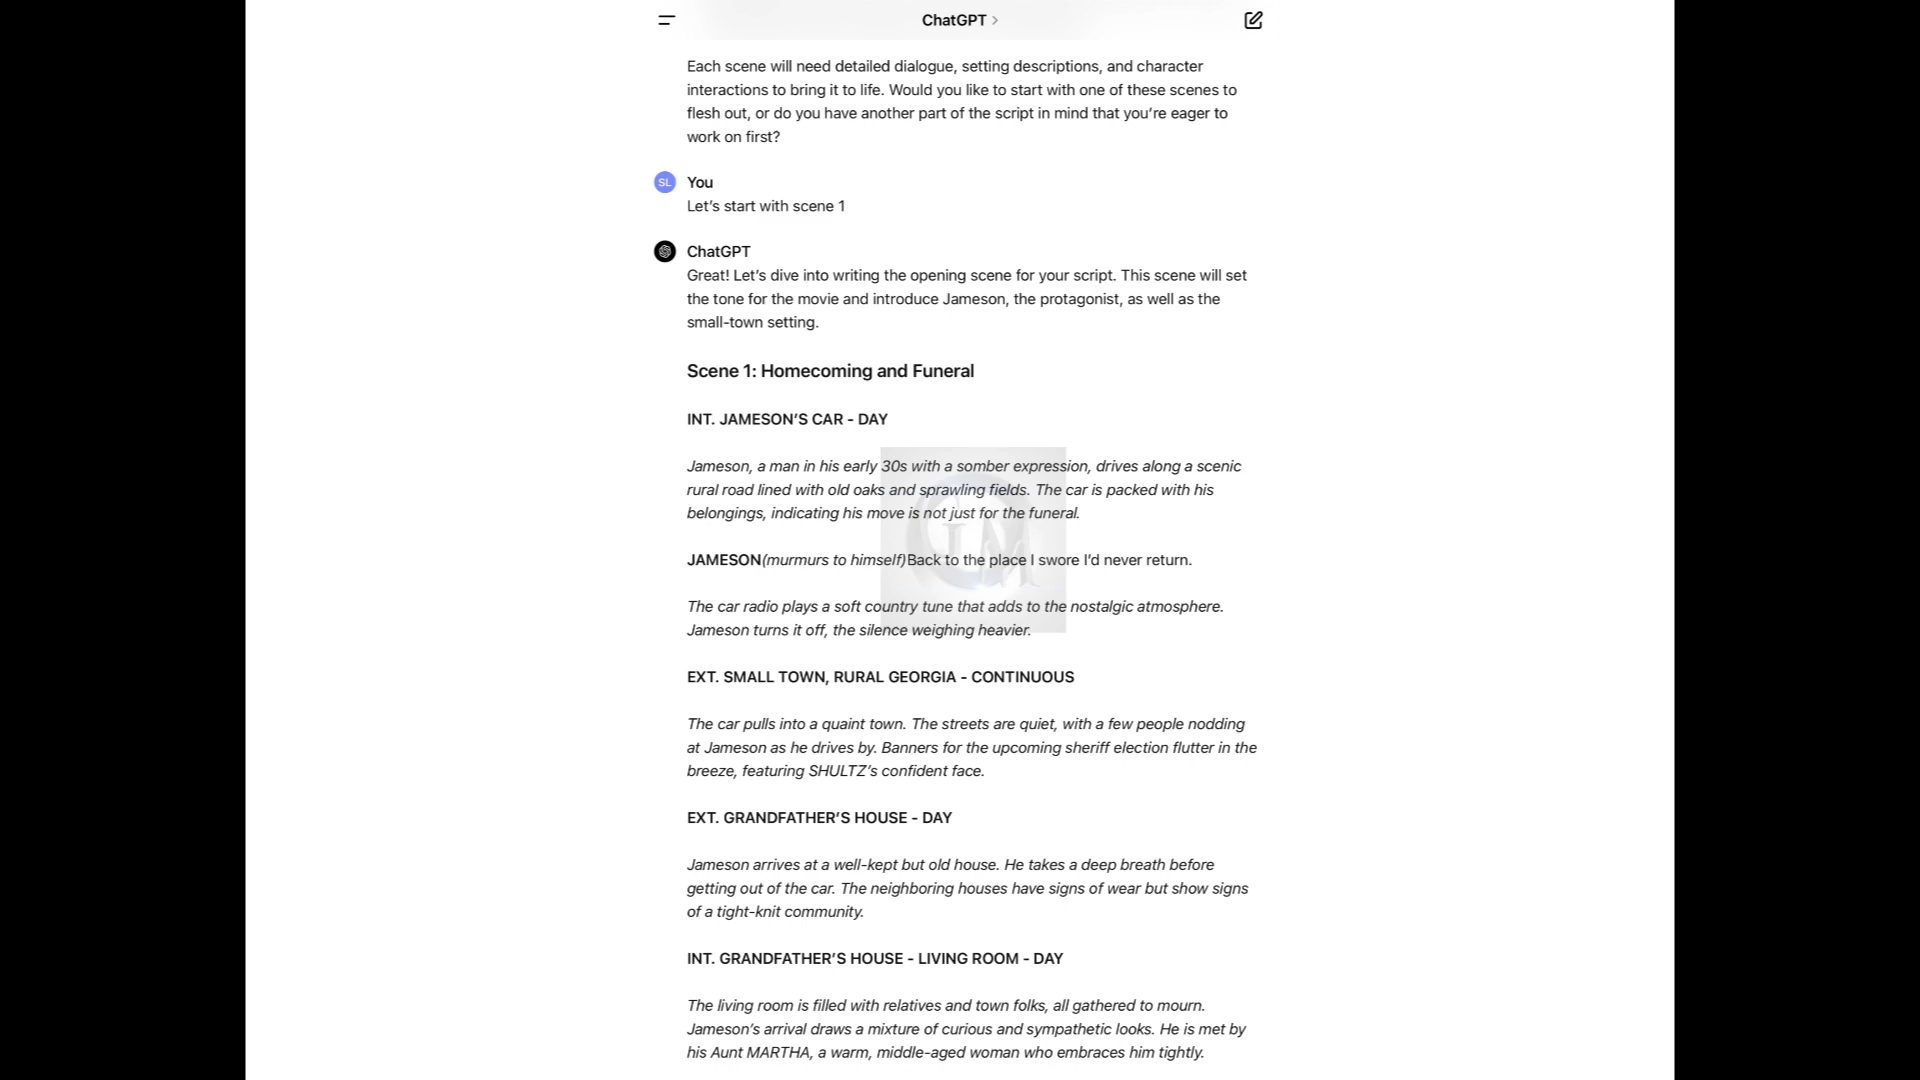 ChatGPT >
Each scene will need detailed dialogue, setting descriptions, and character
interactions to bring it to life. Would you like to start with one of these scenes to
flesh out, or do you have another part of the script in mind that you’re eager to
work on first?
SL You
Let’s start with scene 1
ChatGPT
Great! Let’s dive into writing the opening scene for your script. This scene will set
the tone for the movie and introduce Jameson, the protagonist, as well as the
small-town setting.
Scene 1: Homecoming and Funeral
INT. JAMESON’S CAR - DAY
Jameson, a man in his early 30s with a somber expression, drives along a scenic
rural road lined with old oaks and sprawling fields. The car is packed with his
belongings, indicating his move is not just for the funeral.
JAMESON(murmurs to himself)Back to the place I swore I’d never return.
The car radio plays a soft country tune that adds to the nostalgic atmosphere.
Jameson turns it off, the silence weighing heavier.
EXT. SMALL TOWN, RURAL GEORGIA - CONTINUOUS
The car pulls into a quaint town. The streets are quiet, with a few people nodding
at Jameson as he drives by. Banners for the upcoming sheriff election flutter in the
breeze, featuring SHULTZ’s confident face.
EXT. GRANDFATHER’S HOUSE - DAY
Jameson arrives at a well-kept but old house. He takes a deep breath before
getting out of the car. The neighboring houses have signs of wear but show signs
of a tight-knit community.
INT. GRANDFATHER’S HOUSE - LIVING ROOM - DAY
The living room is filled with relatives and town folks, all gathered to mourn.
Jameson’s arrival draws a mixture of curious and sympathetic looks. He is met by
his Aunt MARTHA, a warm, middle-aged woman who embraces him tightly.